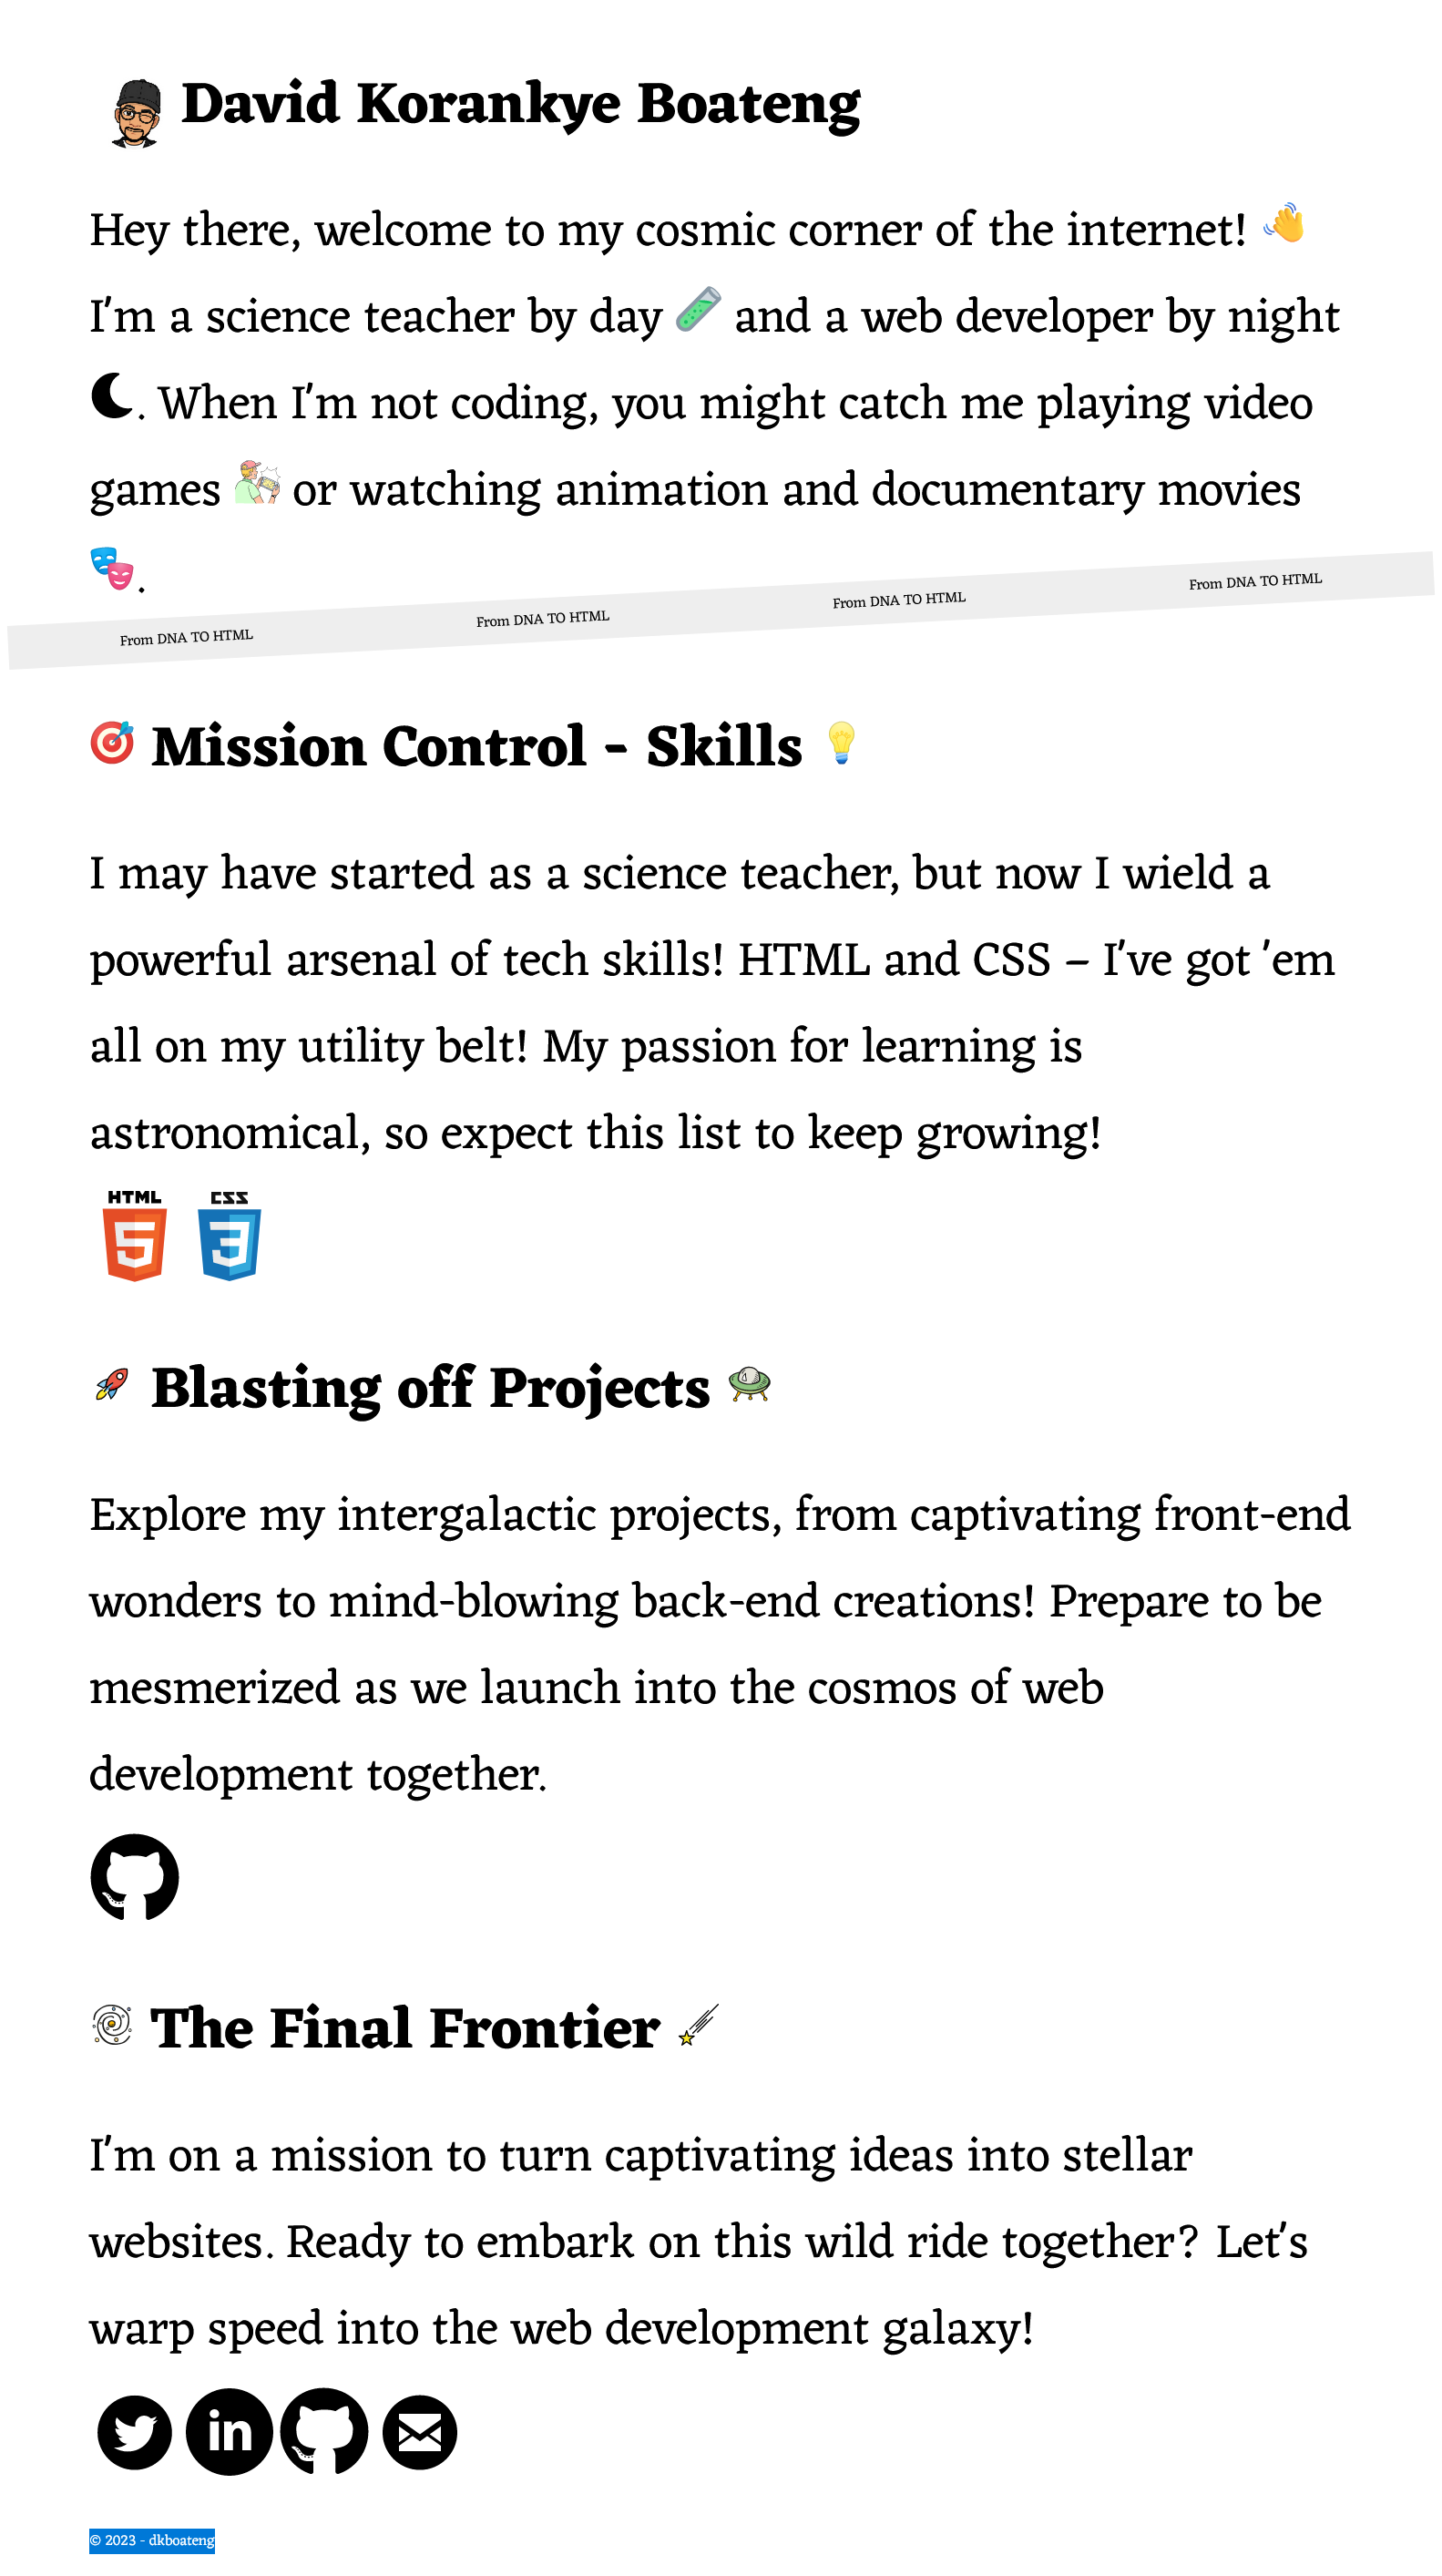 David Korankye Boateng
Hey there, welcome to my cosmic corner of the internet!
I'm a science teacher by day and a web developer by night
. When I'm not coding, you might catch me playing video
games or watching animation and documentary movies
.
From DNA TO HTML From DNA TO HTML From DNA TO HTML From DNA TO HTML
Mission Control - Skills
I may have started as a science teacher, but now I wield a
powerful arsenal of tech skills! HTML and CSS – I've got 'em
all on my utility belt! My passion for learning is
astronomical, so expect this list to keep growing!
HTML 5 CSS 3
Blasting off Projects
Explore my intergalactic projects, from captivating front-end
wonders to mind-blowing back-end creations! Prepare to be
mesmerized as we launch into the cosmos of web
development together.
The Final Frontier
I'm on a mission to turn captivating ideas into stellar
websites. Ready to embark on this wild ride together? Let's
warp speed into the web development galaxy!
in
© 2023 - dkboateng